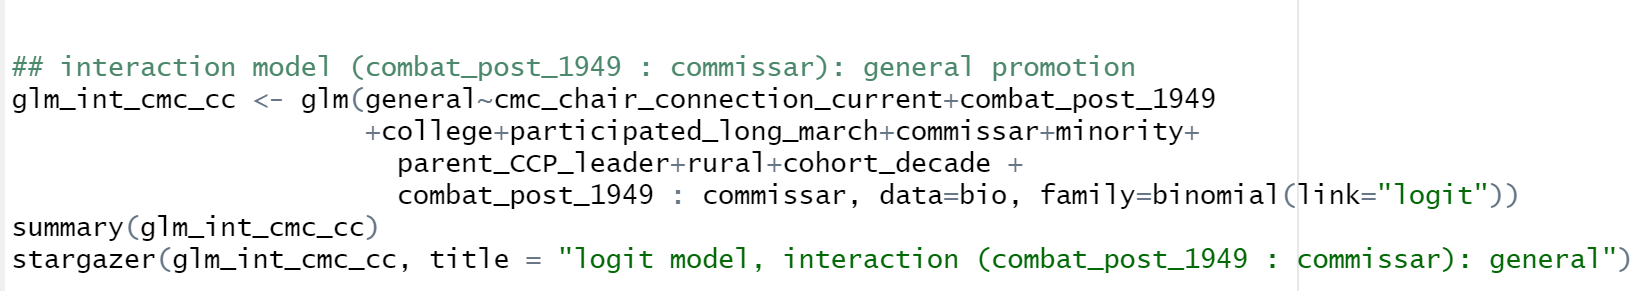 ## interaction model (combat_post_1949 : commissar): general promotion
glm_int_cmc_cc <- glm(general~cmc_chair_connection_current+combat_post_1949
+college+participated_long_march+commissar+minority+
parent_CCP_leader+rural+cohort_decade +
combat_post_1949 : commissar, data=bio, family=binomial(link="logit"))
summary(glm_int_cmc_cc)
stargazer(glm_int_cmc_cc, title = "logit model, interaction (combat_post_1949 : commissar): general")